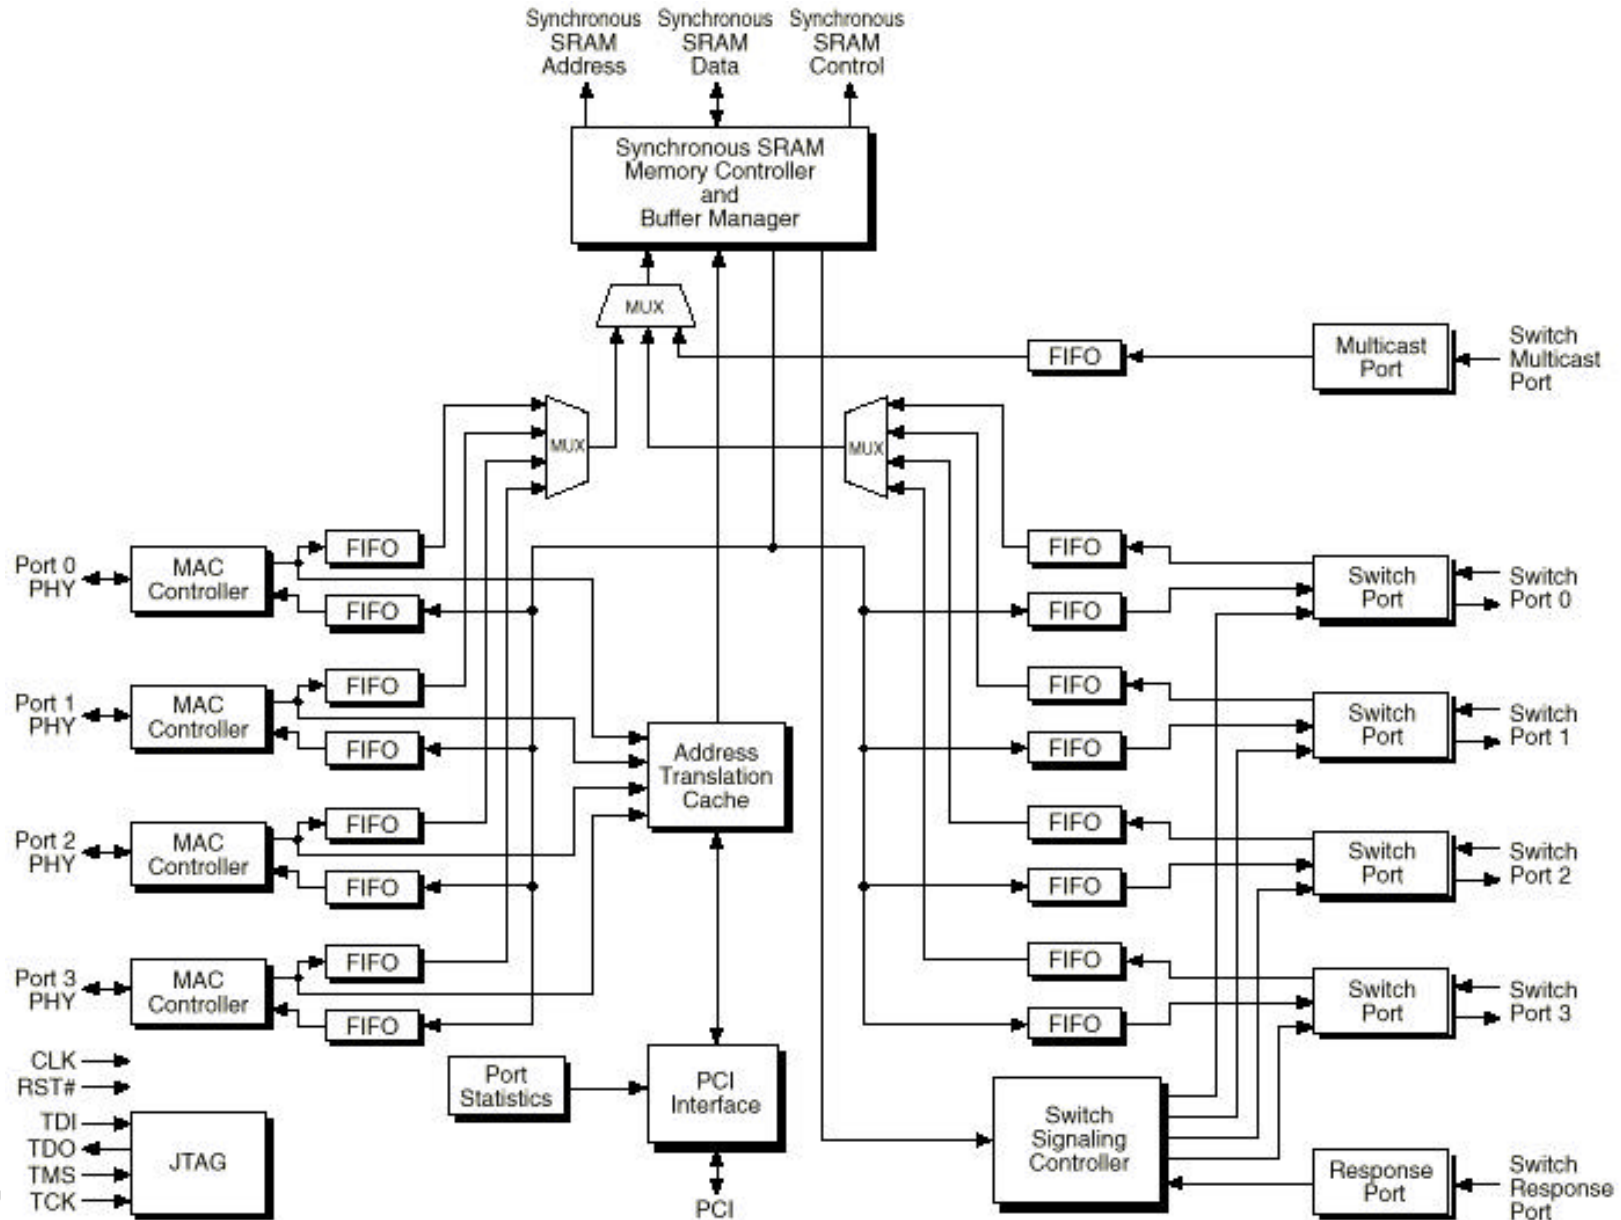 Synchronous
SRAM
Address
Synchronous
SRAM
Data
Synchronous
SRAM
Control
Synchronous SRAM
Memory Controller
and
Buffer Manager
MUX
FIFO
Multicast
Port
Switch
Multicast
Port
MUX
MUX
Port 0
PHY
MAC
Controller
FIFO
FIFO
FIFO
FIFO
Switch
Port
Switch
Port 0
Port 1
PHY
MAC
Controller
FIFO
FIFO
Address
Translation
Cache
FIFO
FIFO
Switch
Port
Switch
Port 1
Port 2
PHY
MAC
Controller
FIFO
FIFO
FIFO
FIFO
Switch
Port
Switch
Port 2
Port 3
PHY
MAC
Controller
FIFO
FIFO
FIFO
FIFO
Switch
Port
Switch
Port 3
CLK
RST#
TDI
TDO
TMS
TCK
JTAG
Port
Statistics
PCI
Interface
PCI
Switch
Signaling
Controller
Response
Port
Switch
Response
Port